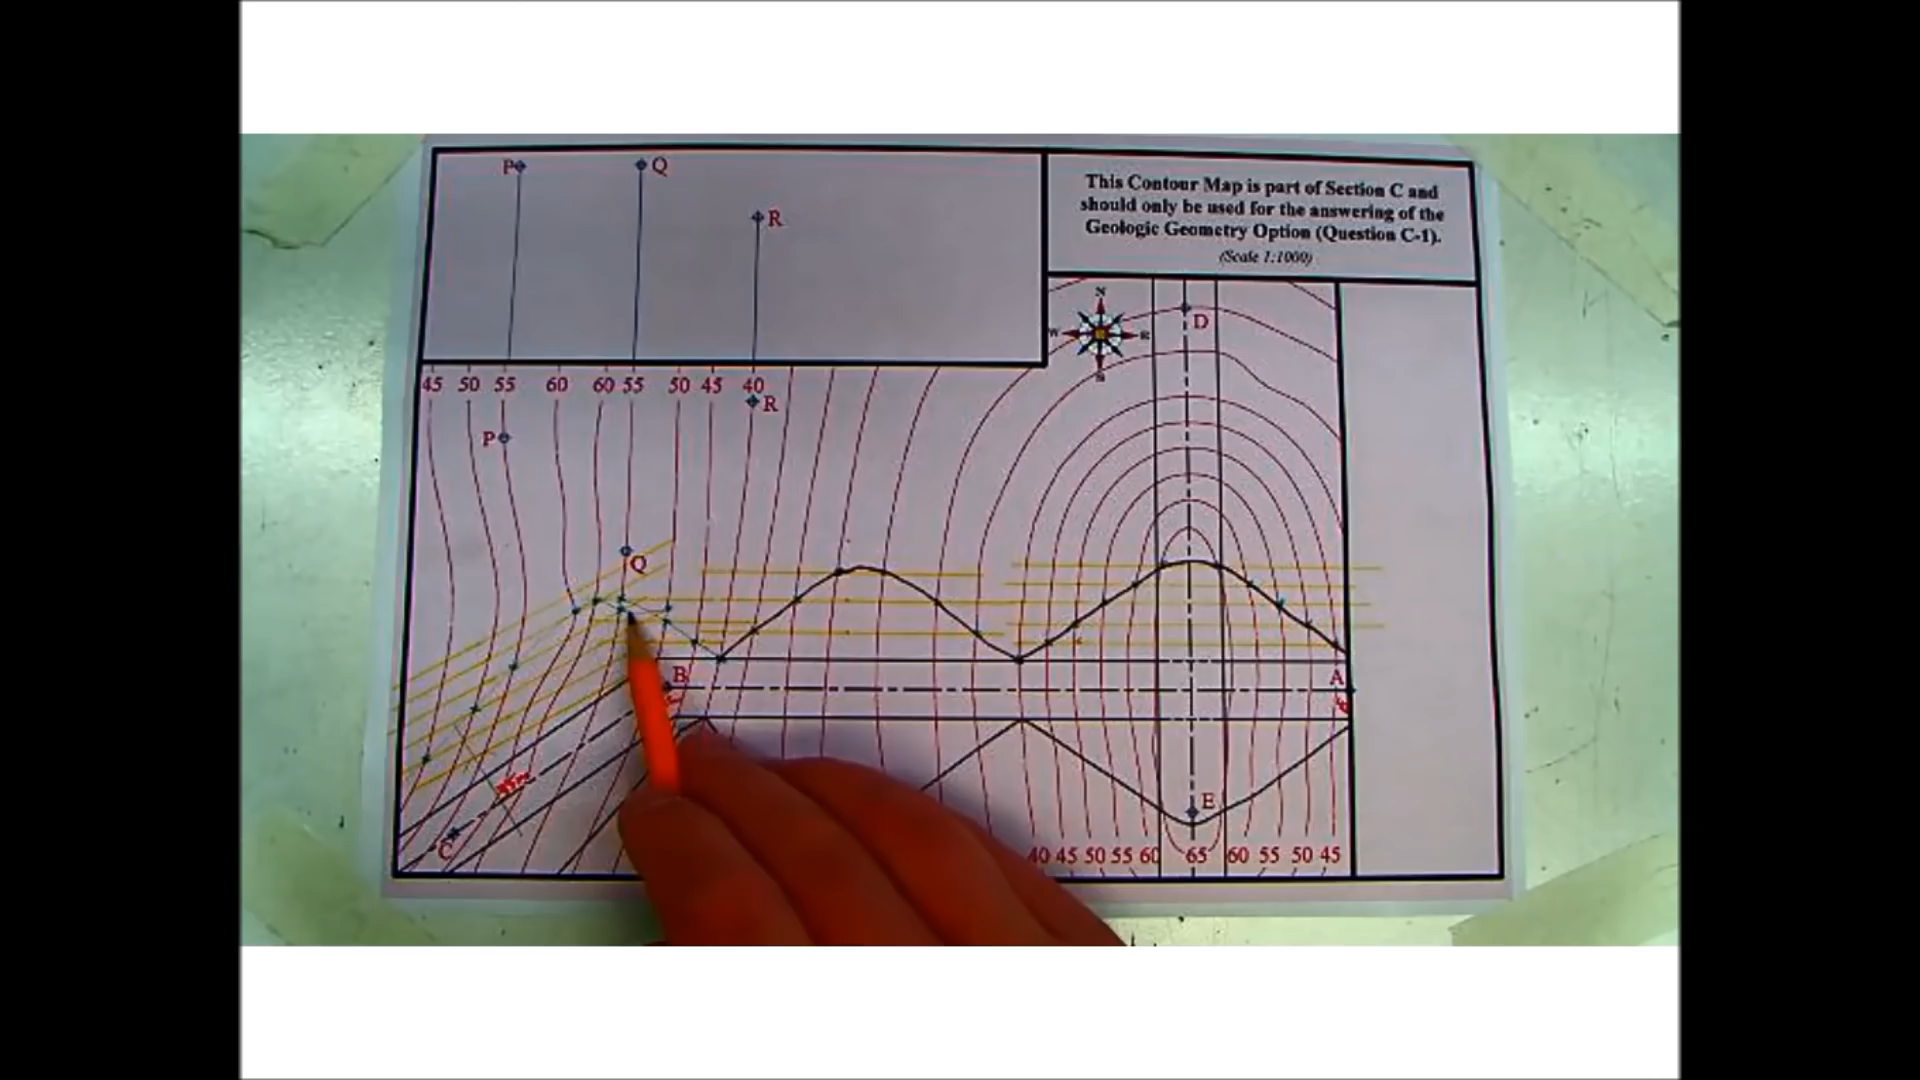 P
Q
R
This Contour Map is part of Section C and
should only be used for the answering of the
Geologic Geometry Option (Question C-1).
(Scale 1:1000)
N
W
E
S
D
45 50 55 60 60 55 50 45 40
R
P
Q
B
A
C
E
40 45 50 55 60 65 60 55 50 45